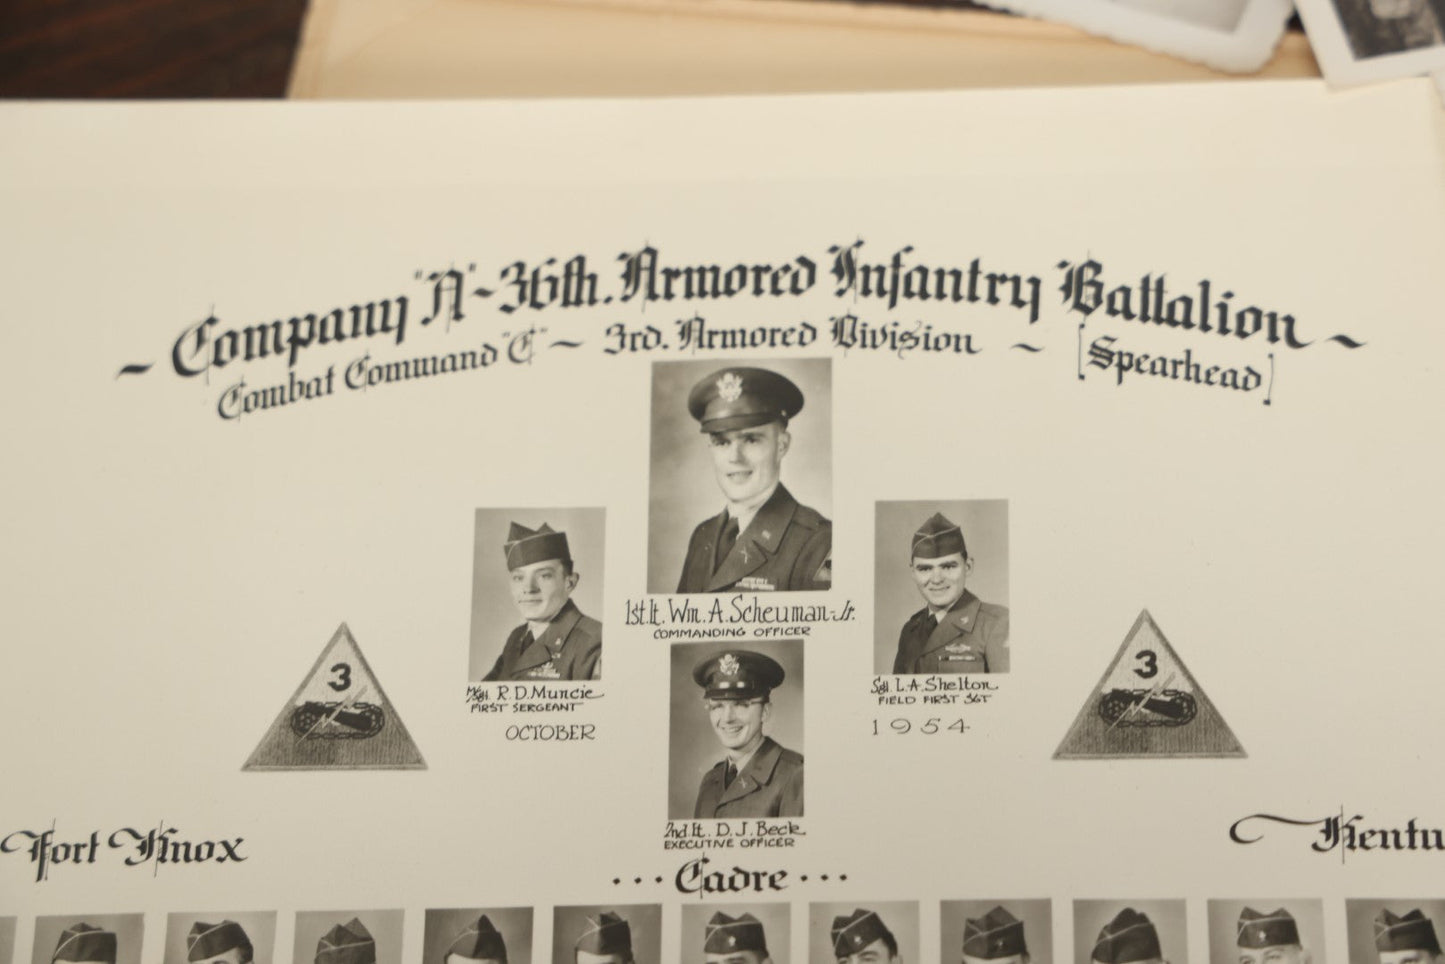 ~ Company "A" ~ 36th. Armored Infantry Battalion ~
Combat Command "C" ~ 3rd. Armored Division ~ [Spearhead]
1st. Lt. Wm. A. Scheuman-Jr.
COMMANDING OFFICER
M/Sgt. R. D. Muncie
FIRST SERGEANT
Sgt. L. A. Shelton
FIELD FIRST SGT
OCTOBER
1954
3
3
2nd. Lt. D. J. Beck
EXECUTIVE OFFICER
Fort Knox
Kentu
... Cadre ...